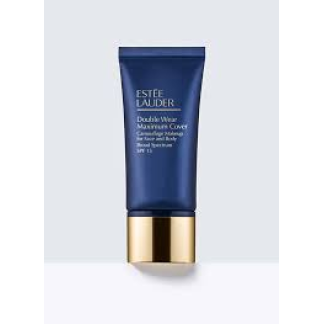 ESTĒE
LAUDER
Double Wear
Maximum Cover
Camouflage Makeup
for Face and Body
Broad Spectrum
SPF 15